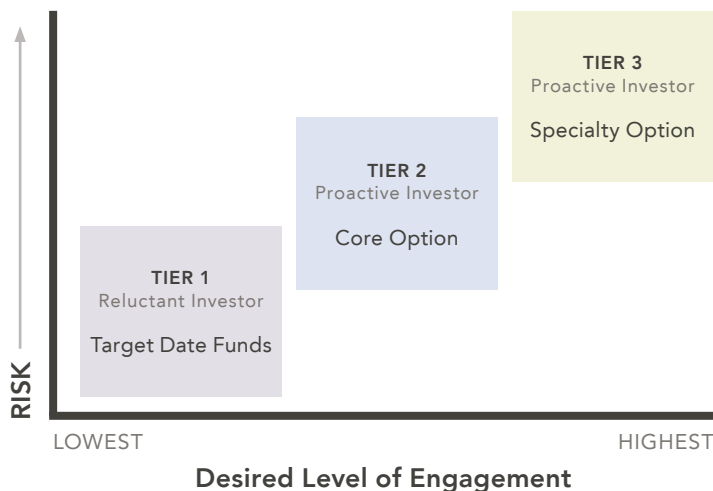 TIER 3
Proactive Investor
Specialty Option
TIER 2
Proactive Investor
Core Option
TIER 1
Reluctant Investor
Target Date Funds
RISK
LOWEST
HIGHEST
Desired Level of Engagement